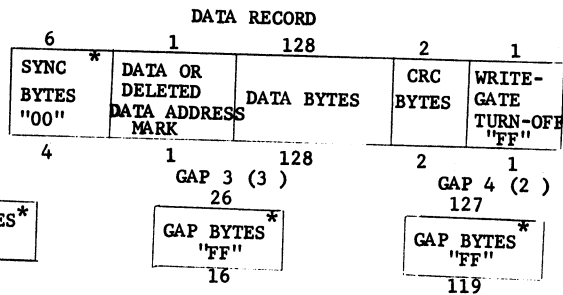 DATA RECORD
6 1 128 2 1
SYNC * DATA OR CRC WRITE-
BYTES DELETED DATA BYTES BYTES GATE
"00" DATA ADDRESS TURN-OFF
MARK "FF"
4 1 128 2 1
GAP 3 (3 ) GAP 4 (2 )
26 127
ES* GAP BYTES* GAP BYTES*
"FF" "FF"
16 119